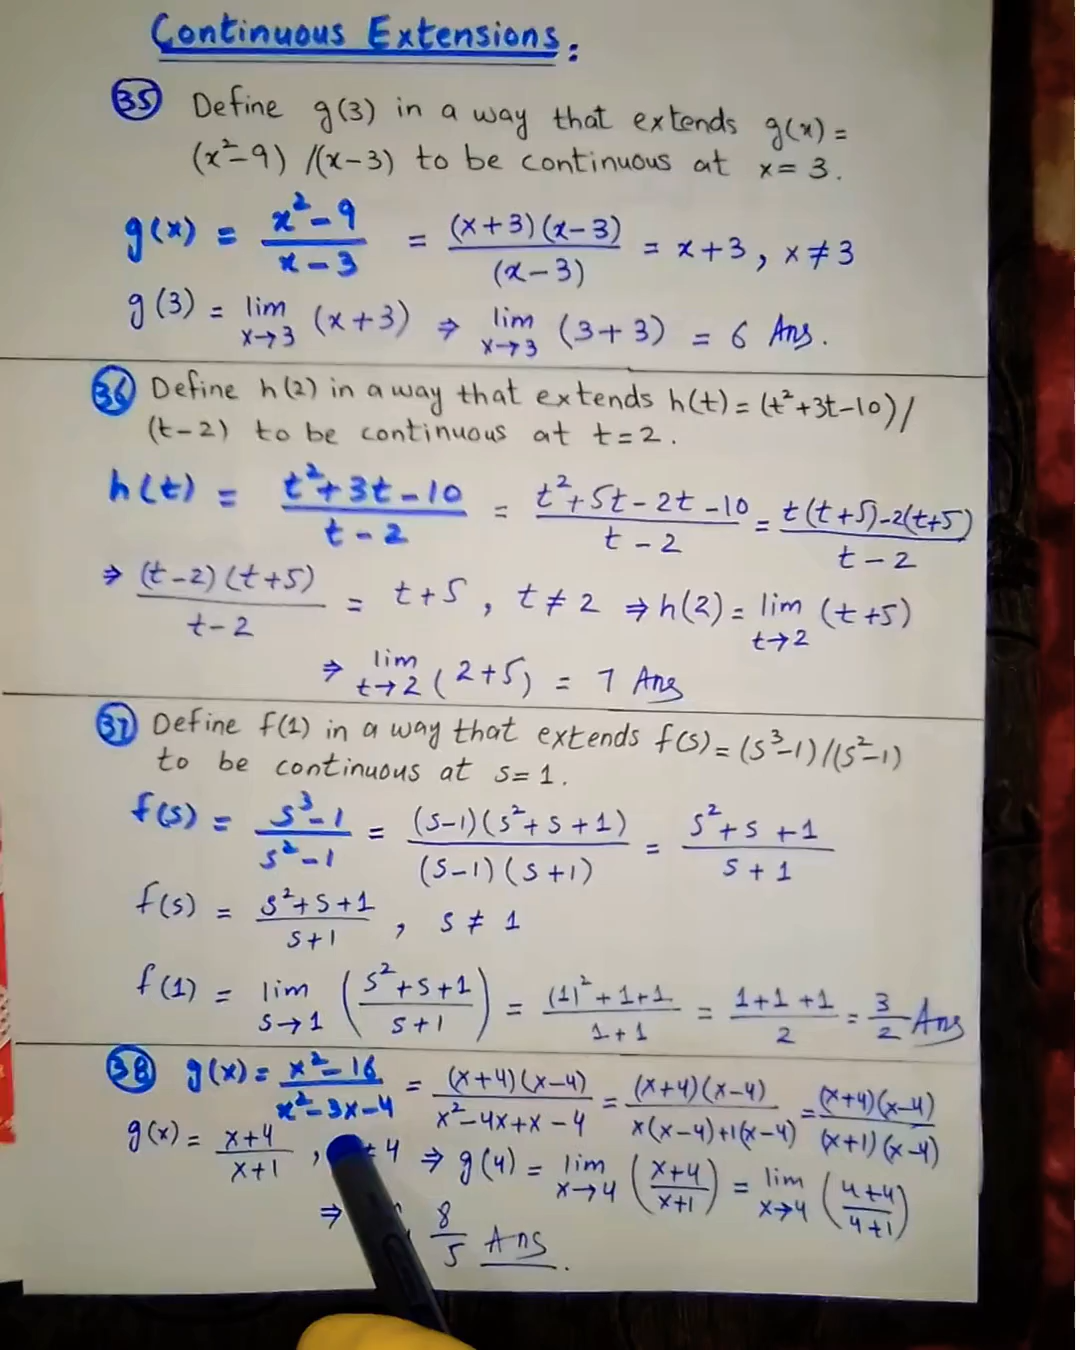 Continuous Extensions:
35 Define g(3) in a way that extends g(x) =
(x²-9) /(x-3) to be continuous at x = 3.
g(x) = (x²-9)/(x-3) = (x+3)(x-3)/(x-3) = x+3, x≠3
g(3) = lim x→3 (x+3) ⇒ lim x→3 (3+3) = 6 Ans.
36 Define h(2) in a way that extends h(t) = (t²+3t-10)/
(t-2) to be continuous at t=2.
h(t) = (t²+3t-10)/(t-2) = (t²+5t-2t-10)/(t-2) = (t(t+5)-2(t+5))/(t-2)
⇒ (t-2)(t+5)/(t-2) = t+5, t≠2 ⇒ h(2) = lim t→2 (t+5)
⇒ lim t→2 (2+5) = 7 Ans
37 Define f(1) in a way that extends f(s) = (s³-1)/(s²-1)
to be continuous at s=1.
f(s) = (s³-1)/(s²-1) = (s-1)(s²+s+1)/(s-1)(s+1) = (s²+s+1)/(s+1)
f(s) = (s²+s+1)/(s+1), s ≠ 1
f(1) = lim s→1 ((s²+s+1)/(s+1)) = ((1)²+1+1)/(1+1) = (1+1+1)/2 = 3/2 Ans
38 g(x) = (x²-16)/(x²-3x-4) = (x+4)(x-4)/(x²-4x+x-4) = (x+4)(x-4)/(x(x-4)+1(x-4)) = (x+4)(x-4)/(x+1)(x-4)
g(x) = (x+4)/(x+1), ≠ 4 ⇒ g(4) = lim x→4 ((x+4)/(x+1)) = lim x→4 ((4+4)/(4+1))
⇒ 8/5 Ans.